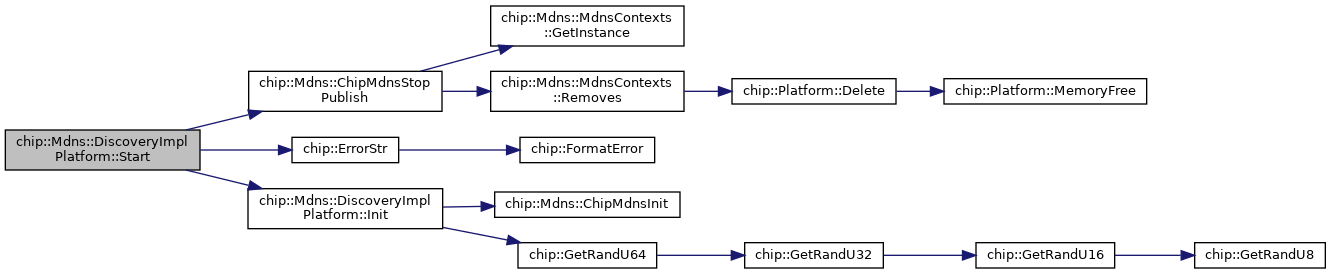 chip::Mdns::MdnsContexts
::GetInstance
chip::Mdns::ChipMdnsStop
Publish
chip::Mdns::MdnsContexts
::Removes
chip::Platform::Delete
chip::Platform::MemoryFree
chip::Mdns::DiscoveryImpl
Platform::Start
chip::ErrorStr
chip::FormatError
chip::Mdns::DiscoveryImpl
Platform::Init
chip::Mdns::ChipMdnsInit
chip::GetRandU64
chip::GetRandU32
chip::GetRandU16
chip::GetRandU8